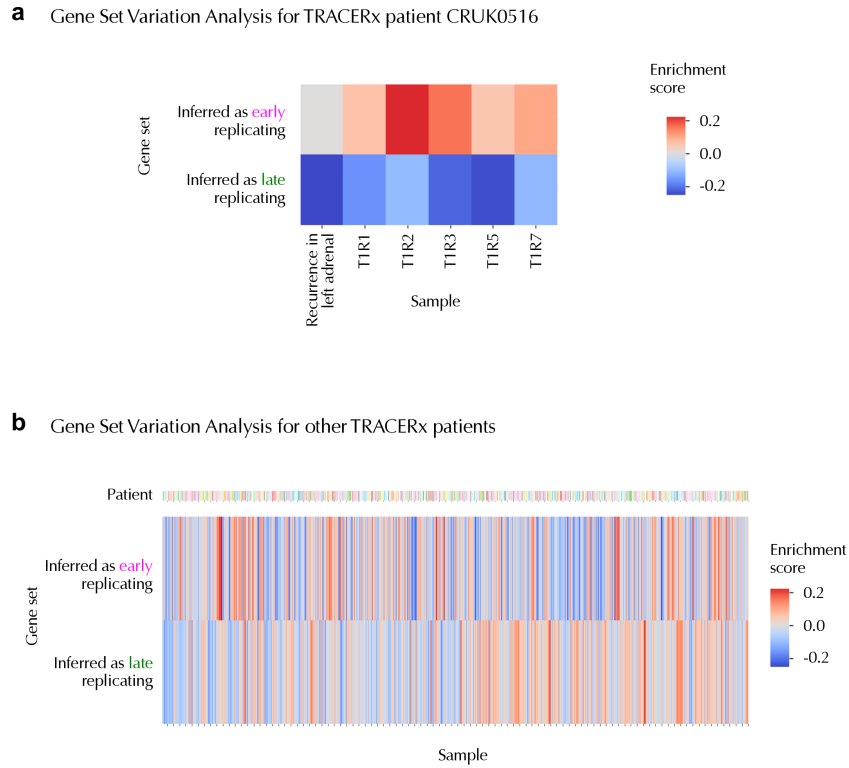 a
Gene Set Variation Analysis for TRACERx patient CRUK0516
Enrichment
score
0.2
0.0
-0.2
Gene set
Inferred as early
replicating
Inferred as late
replicating
Recurrence in
left adrenal
T1R1
T1R2
T1R3
T1R5
T1R7
Sample
b
Gene Set Variation Analysis for other TRACERx patients
Patient
Gene set
Inferred as early
replicating
Inferred as late
replicating
Enrichment
score
0.2
0.0
-0.2
Sample